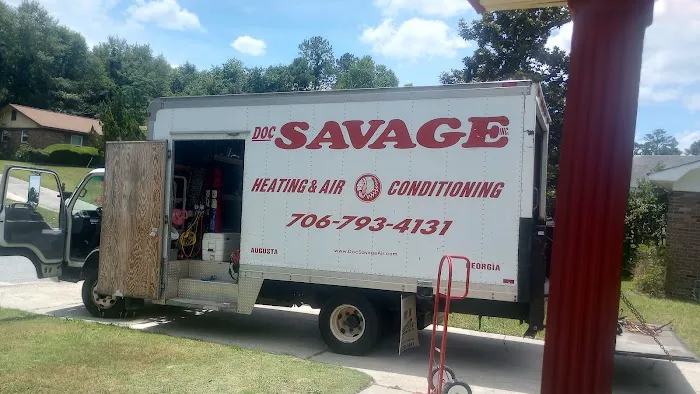 DOC SAVAGE INC
HEATING & AIR CONDITIONING
706-793-4131
AUGUSTA www.DocSavageAir.com GEORGIA